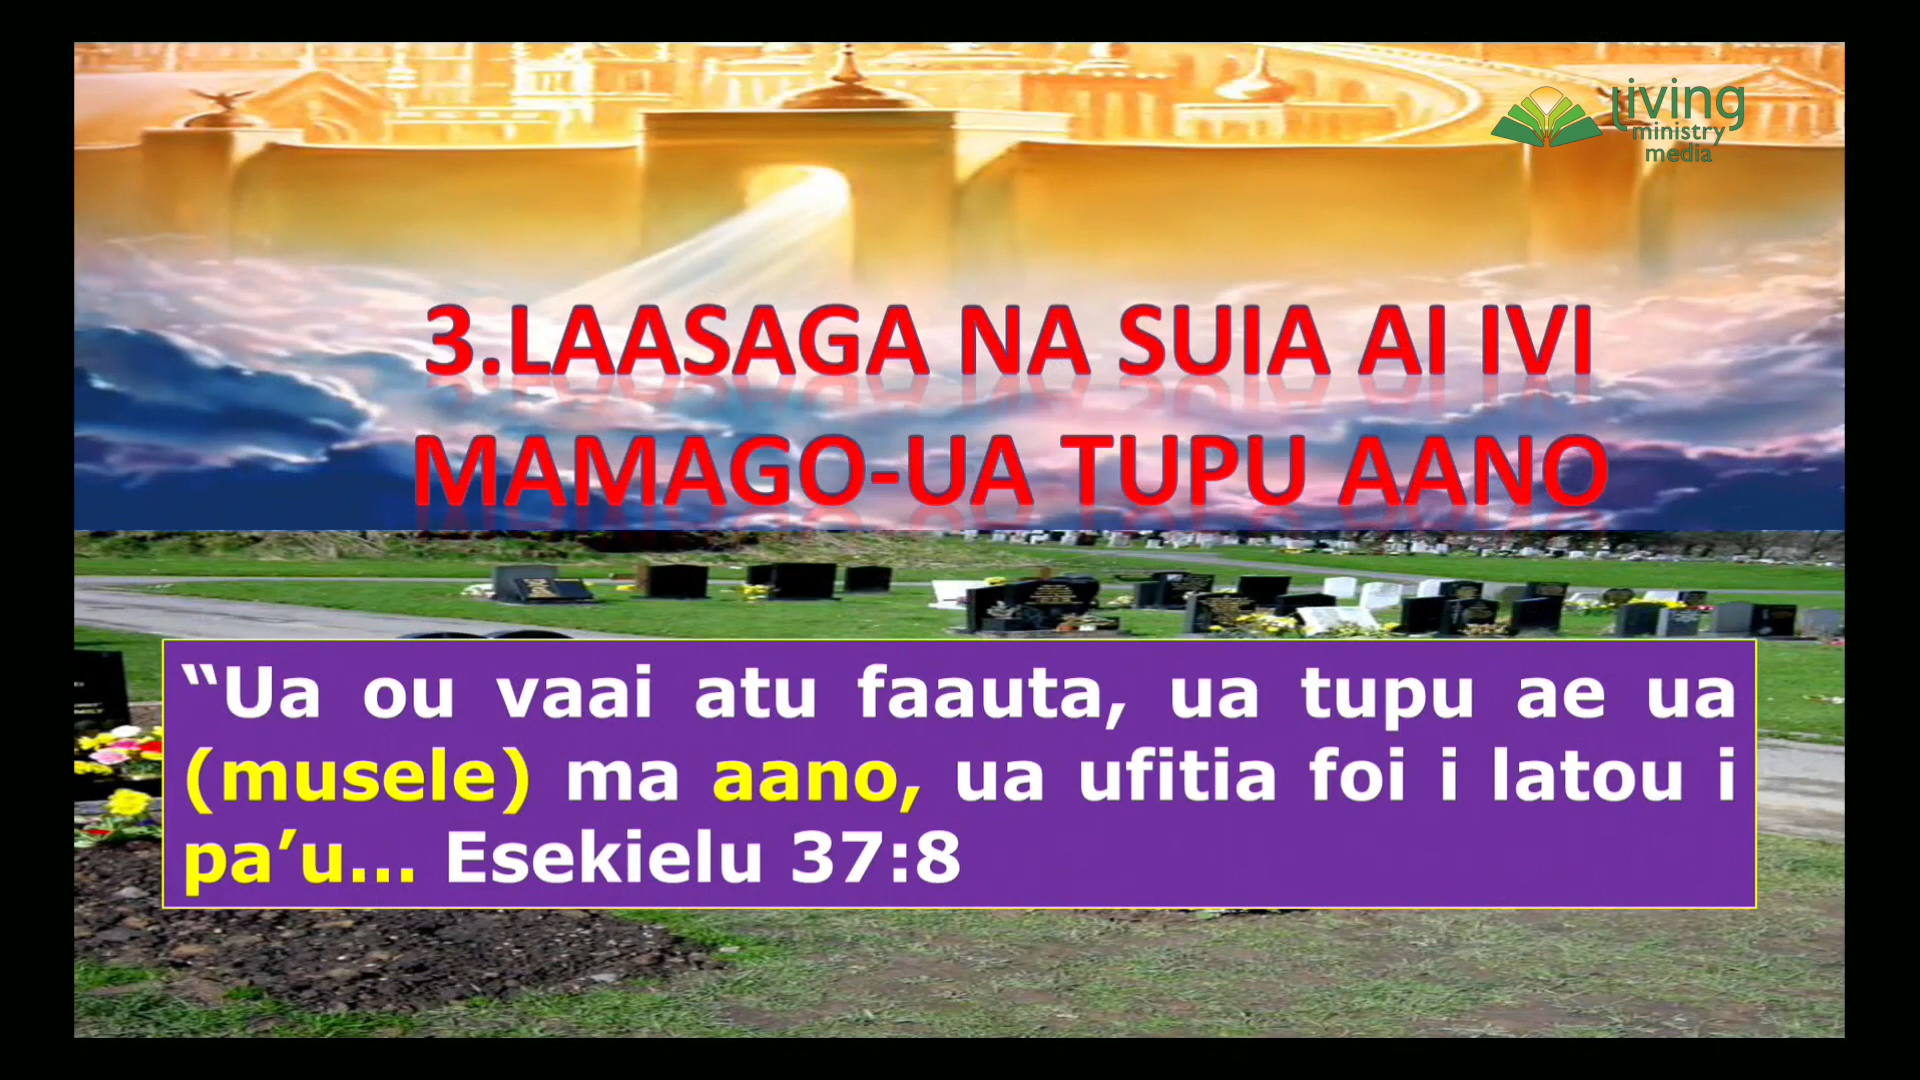 Living
ministry
media
3.LAASAGA NA SUIA AI IVI
MAMAGO-UA TUPU AANO
“Ua ou vaai atu faauta, ua tupu ae ua
(musele) ma aano, ua ufitia foi i latou i
pa’u... Esekielu 37:8